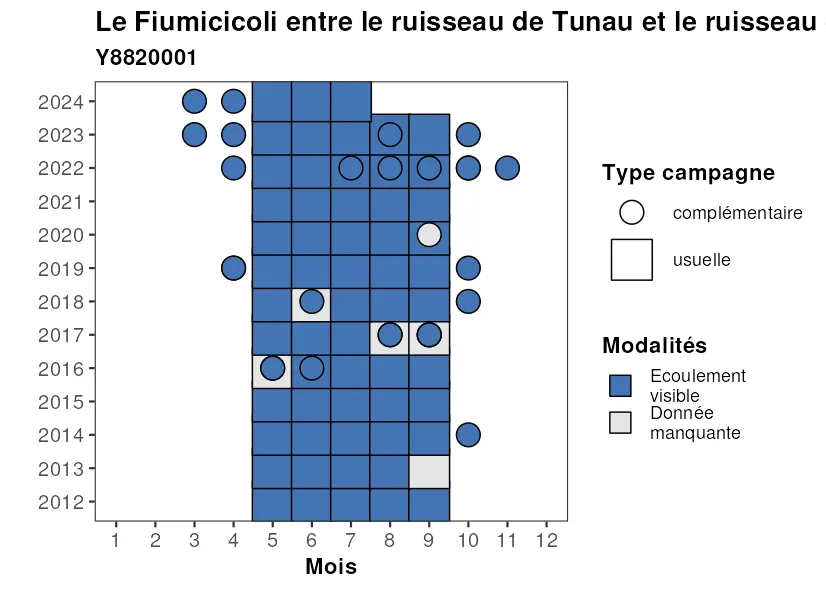 Le Fiumicicoli entre le ruisseau de Tunau et le ruisseau
Y8820001
2024
2023
2022
2021
2020
2019
2018
2017
2016
2015
2014
2013
2012
1 2 3 4 5 6 7 8 9 10 11 12
Mois
Type campagne
complémentaire
usuelle
Modalités
Ecoulement
visible
Donnée
manquante